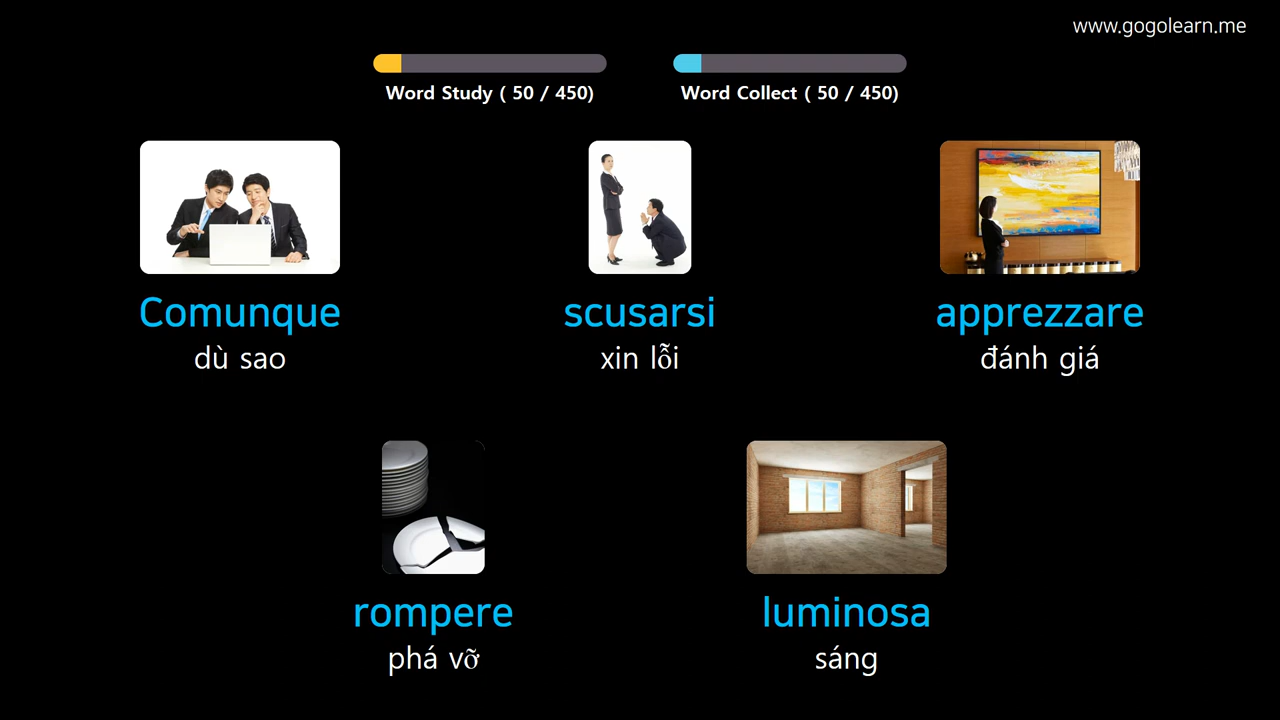 www.gogolearn.me
Word Study ( 50 / 450)
Word Collect ( 50 / 450)
Comunque
dù sao
scusarsi
xin lỗi
apprezzare
đánh giá
rompere
phá vỡ
luminosa
sáng